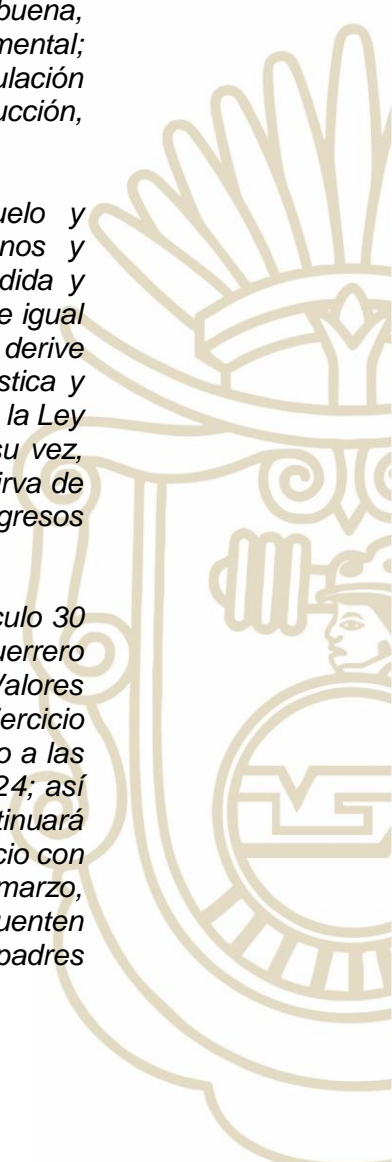 buena,
mental;
ulación
ucción,
uelo y
nos y
dida y
e igual
derive
stica y
la Ley
su vez,
irva de
gresos
culo 30
uerrero
Valores
jercicio
o a las
24; así
tinuará
cio con
marzo,
uenten
padres